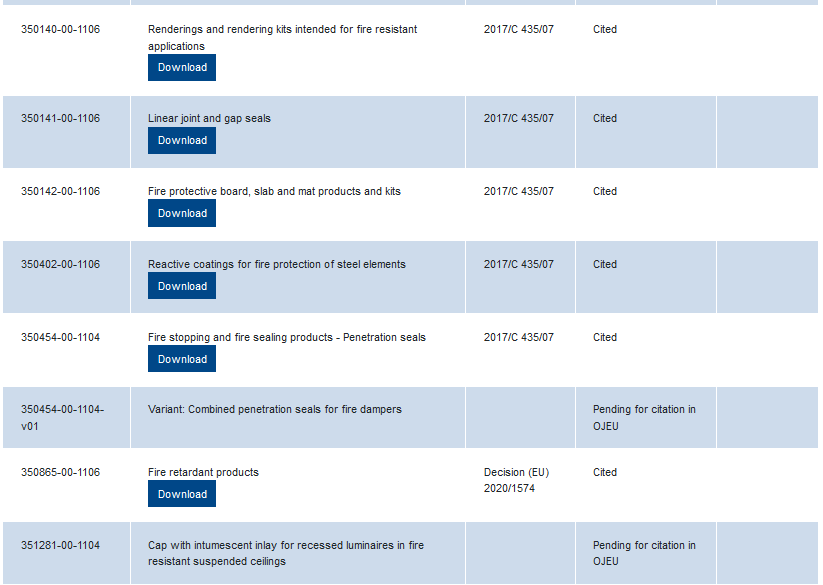 350140-00-1106
Renderings and rendering kits intended for fire resistant
applications
Download
2017/C 435/07
Cited
350141-00-1106
Linear joint and gap seals
Download
2017/C 435/07
Cited
350142-00-1106
Fire protective board, slab and mat products and kits
Download
2017/C 435/07
Cited
350402-00-1106
Reactive coatings for fire protection of steel elements
Download
2017/C 435/07
Cited
350454-00-1104
Fire stopping and fire sealing products - Penetration seals
Download
2017/C 435/07
Cited
350454-00-1104-
v01
Variant: Combined penetration seals for fire dampers
Pending for citation in
OJEU
350865-00-1106
Fire retardant products
Download
Decision (EU)
2020/1574
Cited
351281-00-1104
Cap with intumescent inlay for recessed luminaires in fire
resistant suspended ceilings
Pending for citation in
OJEU